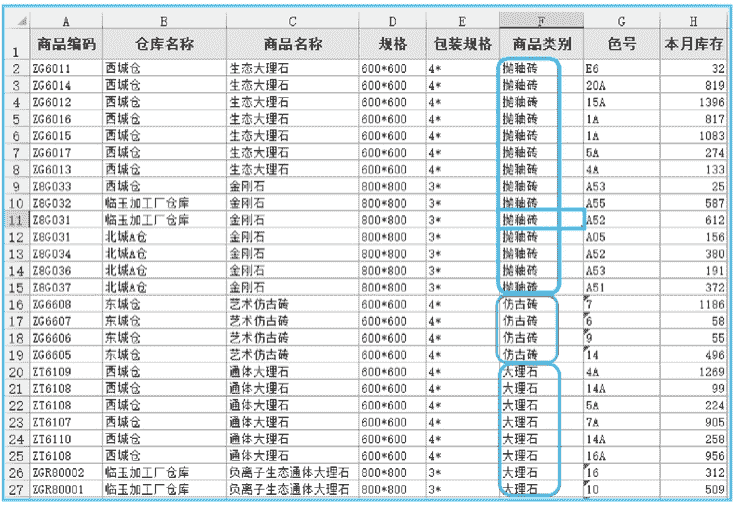 A B C D E F G H
1 商品编码 仓库名称 商品名称 规格 包装规格 商品类别 色号 本月库存
2 ZG6011 西城仓 生态大理石 600*600 4* 抛釉砖 E6 32
3 ZG6014 西城仓 生态大理石 600*600 4* 抛釉砖 20A 819
4 ZG6012 西城仓 生态大理石 600*600 4* 抛釉砖 15A 1396
5 ZG6016 西城仓 生态大理石 600*600 4* 抛釉砖 1A 817
6 ZG6015 西城仓 生态大理石 600*600 4* 抛釉砖 1A 1083
7 ZG6017 西城仓 生态大理石 600*600 4* 抛釉砖 5A 274
8 ZG6013 西城仓 生态大理石 600*600 4* 抛釉砖 4A 133
9 Z8G033 西城仓 金刚石 800*800 3* 抛釉砖 A53 25
10 Z8G032 临玉加工厂仓库 金刚石 800*800 3* 抛釉砖 A55 587
11 Z8G031 临玉加工厂仓库 金刚石 800*800 3* 抛釉砖 A52 612
12 Z8G031 北城A仓 金刚石 800*800 3* 抛釉砖 A05 156
13 Z8G034 北城A仓 金刚石 800*800 3* 抛釉砖 A52 380
14 Z8G036 北城A仓 金刚石 800*800 3* 抛釉砖 A53 191
15 Z8G037 北城A仓 金刚石 800*800 3* 抛釉砖 A51 372
16 ZG6608 东城仓 艺术仿古砖 600*600 4* 仿古砖 7 1186
17 ZG6607 东城仓 艺术仿古砖 600*600 4* 仿古砖 6 58
18 ZG6606 东城仓 艺术仿古砖 600*600 4* 仿古砖 9 55
19 ZG6605 东城仓 艺术仿古砖 600*600 4* 仿古砖 14 496
20 ZT6109 西城仓 通体大理石 600*600 4* 大理石 4A 1269
21 ZT6108 西城仓 通体大理石 600*600 4* 大理石 14A 99
22 ZT6108 西城仓 通体大理石 600*600 4* 大理石 5A 224
23 ZT6107 西城仓 通体大理石 600*600 4* 大理石 7A 905
24 ZT6110 西城仓 通体大理石 600*600 4* 大理石 14A 258
25 ZT6108 西城仓 通体大理石 600*600 4* 大理石 16A 956
26 ZGR80002 临玉加工厂仓库 负离子生态通体大理石 800*800 3* 大理石 16 312
27 ZGR80001 临玉加工厂仓库 负离子生态通体大理石 800*800 3* 大理石 10 509